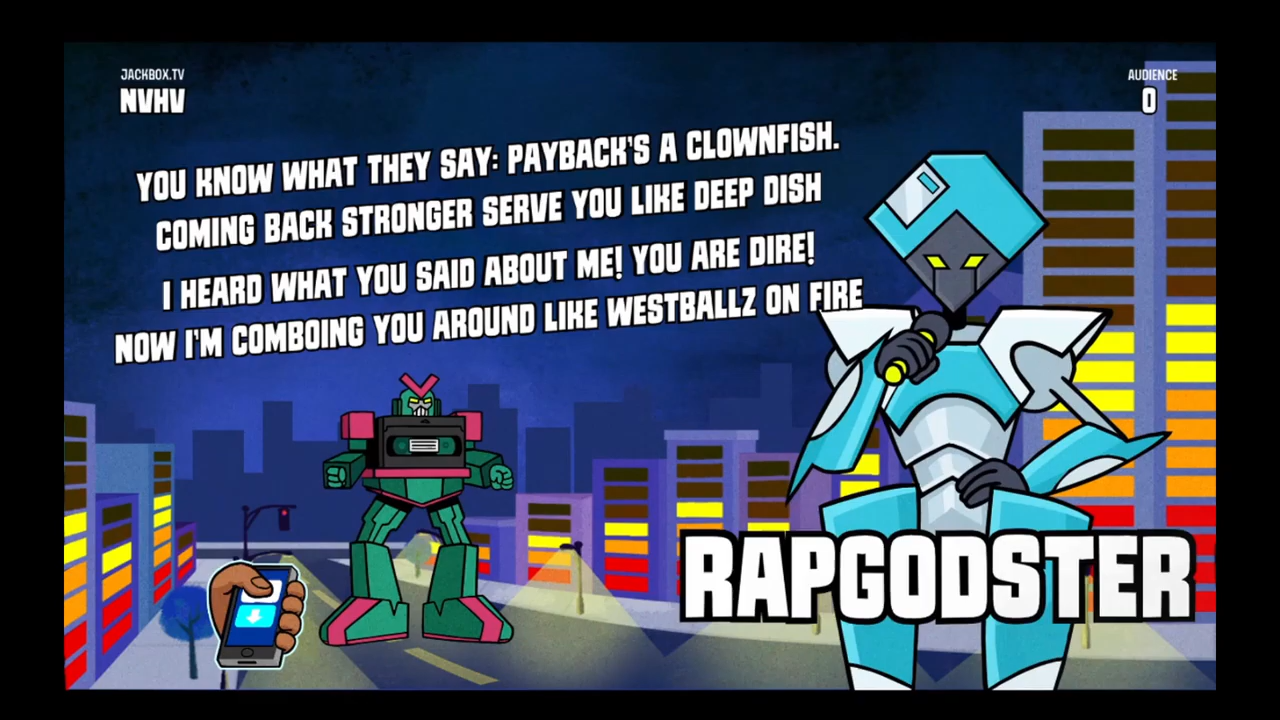 JACKBOX.TV
NVHV
AUDIENCE
0
YOU KNOW WHAT THEY SAY: PAYBACK'S A CLOWNFISH.
COMING BACK STRONGER SERVE YOU LIKE DEEP DISH
I HEARD WHAT YOU SAID ABOUT ME! YOU ARE DIRE!
NOW I'M COMBOING YOU AROUND LIKE WESTBALLZ ON FIRE
RAPGODSTER